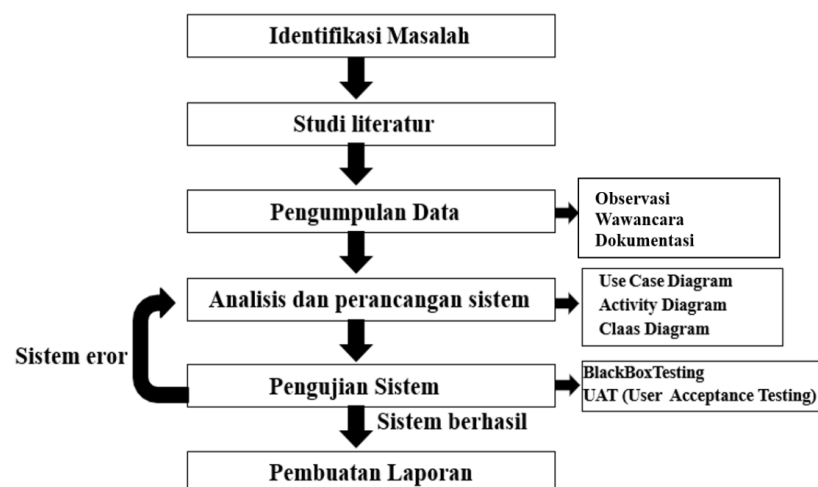 Identifikasi Masalah
Studi literatur
Pengumpulan Data
Observasi
Wawancara
Dokumentasi
Analisis dan perancangan sistem
Use Case Diagram
Activity Diagram
Claas Diagram
Sistem eror
Pengujian Sistem
BlackBoxTesting
UAT (User Acceptance Testing)
Sistem berhasil
Pembuatan Laporan